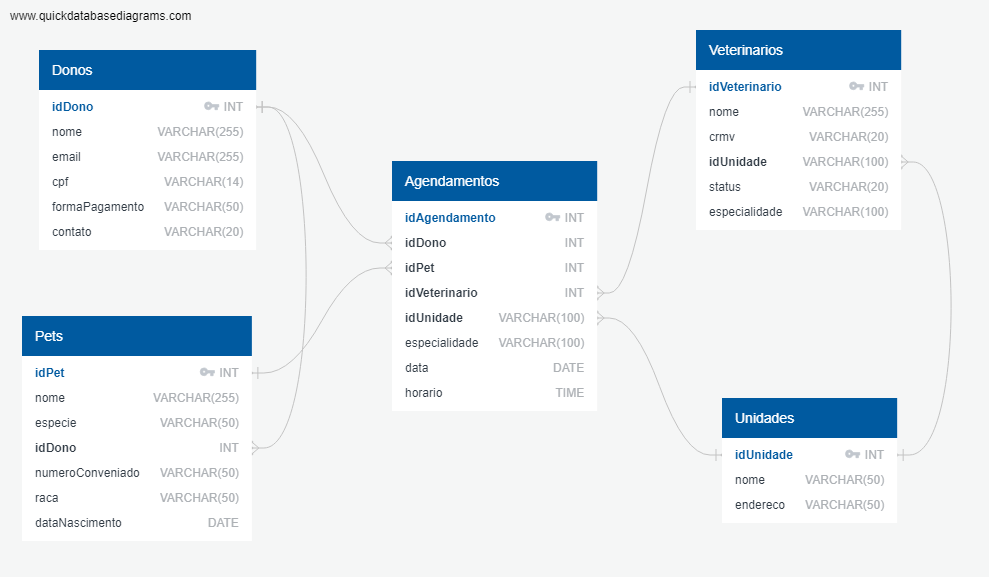 www.quickdatabasediagrams.com
Donos
idDono INT
nome VARCHAR(255)
email VARCHAR(255)
cpf VARCHAR(14)
formaPagamento VARCHAR(50)
contato VARCHAR(20)
Pets
idPet INT
nome VARCHAR(255)
especie VARCHAR(50)
idDono INT
numeroConveniado VARCHAR(50)
raca VARCHAR(50)
dataNascimento DATE
Agendamentos
idAgendamento INT
idDono INT
idPet INT
idVeterinario INT
idUnidade VARCHAR(100)
especialidade VARCHAR(100)
data DATE
horario TIME
Veterinarios
idVeterinario INT
nome VARCHAR(255)
crmv VARCHAR(20)
idUnidade VARCHAR(100)
status VARCHAR(20)
especialidade VARCHAR(100)
Unidades
idUnidade INT
nome VARCHAR(50)
endereco VARCHAR(50)